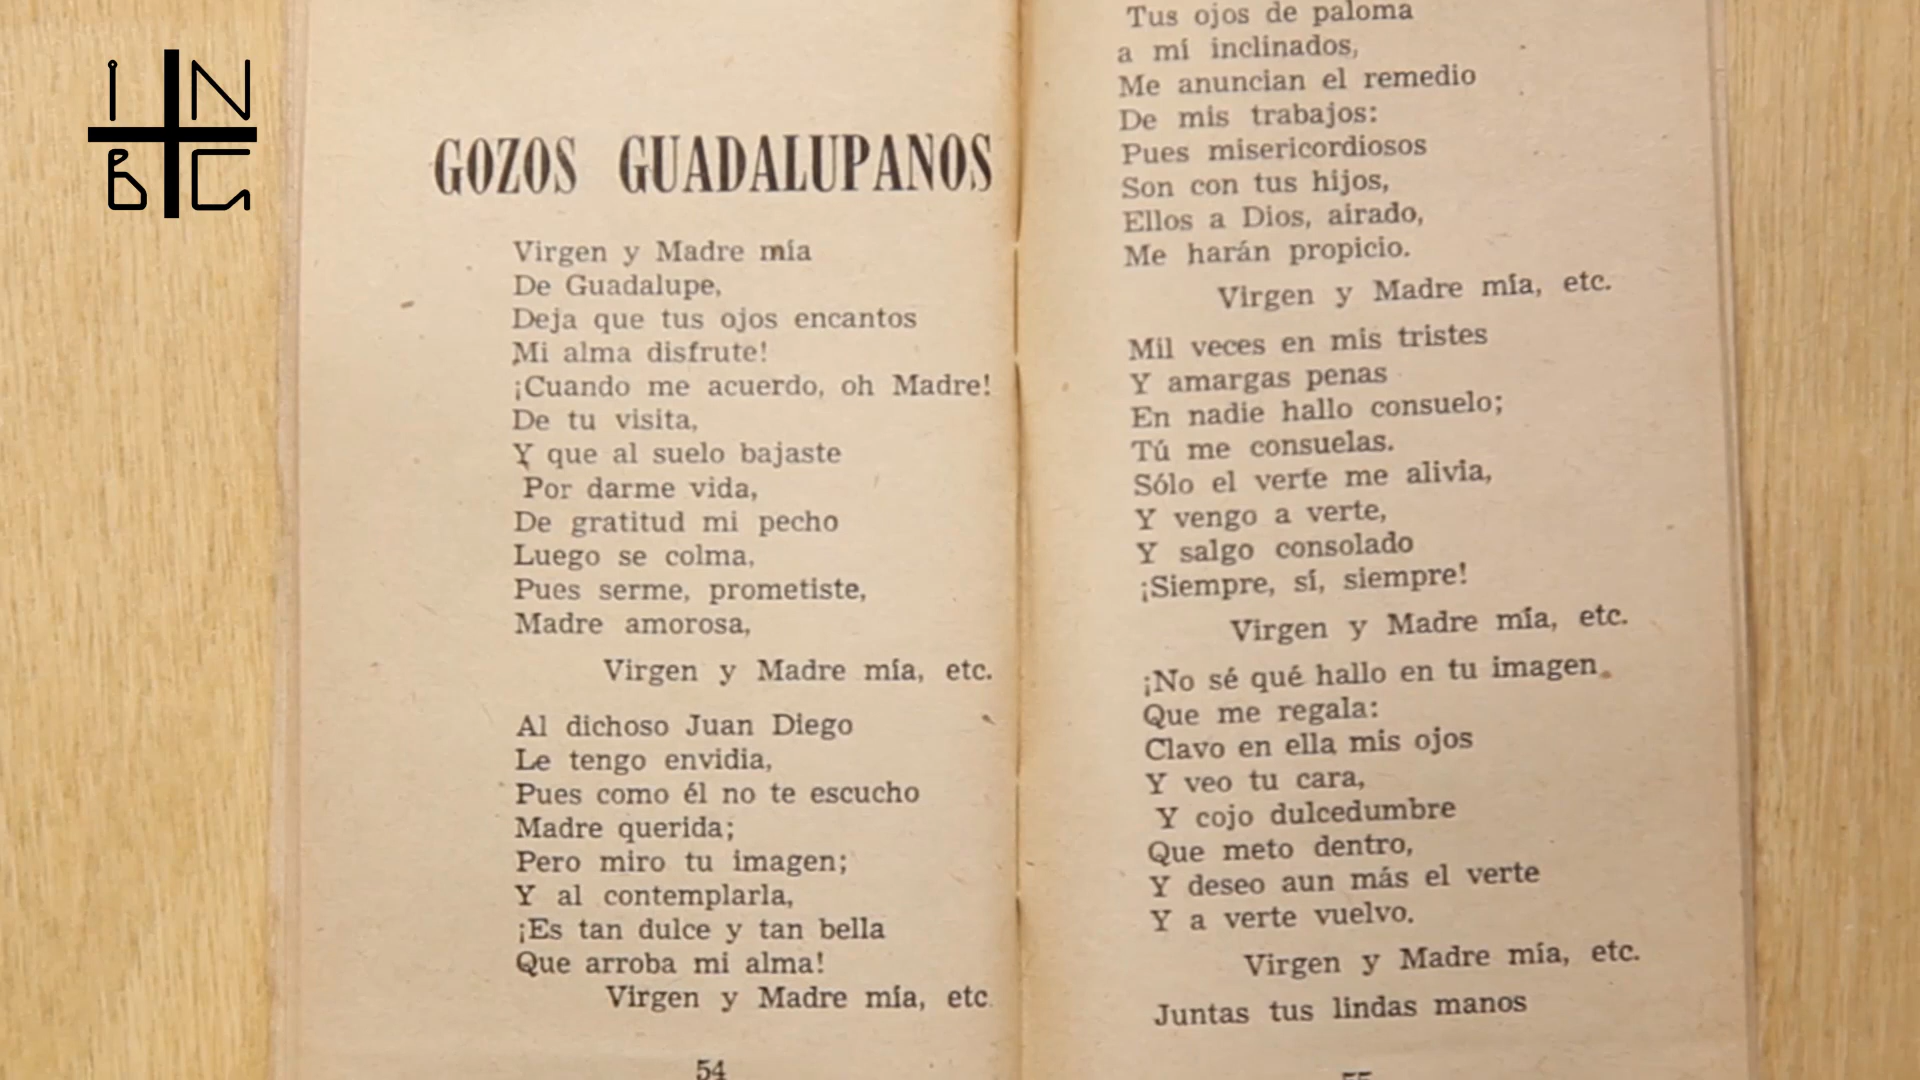 IN
BG
GOZOS GUADALUPANOS
Virgen y Madre mía
De Guadalupe,
Deja que tus ojos encantos
Mi alma disfrute!
¡Cuando me acuerdo, oh Madre!
De tu visita,
Y que al suelo bajaste
Por darme vida,
De gratitud mi pecho
Luego se colma,
Pues serme, prometiste,
Madre amorosa,
Virgen y Madre mía, etc.
Al dichoso Juan Diego
Le tengo envidia,
Pues como él no te escucho
Madre querida;
Pero miro tu imagen;
Y al contemplarla,
¡Es tan dulce y tan bella
Que arroba mi alma!
Virgen y Madre mía, etc.
54
Tus ojos de paloma
a mí inclinados,
Me anuncian el remedio
De mis trabajos:
Pues misericordiosos
Son con tus hijos,
Ellos a Dios, airado,
Me harán propicio.
Virgen y Madre mía, etc.
Mil veces en mis tristes
Y amargas penas
En nadie hallo consuelo;
Tú me consuelas.
Sólo el verte me alivia,
Y vengo a verte,
Y salgo consolado
¡Siempre, sí, siempre!
Virgen y Madre mía, etc.
¡No sé qué hallo en tu imagen
Que me regala:
Clavo en ella mis ojos
Y veo tu cara,
Y cojo dulcedumbre
Que meto dentro,
Y deseo aun más el verte
Y a verte vuelvo.
Virgen y Madre mía, etc.
Juntas tus lindas manos